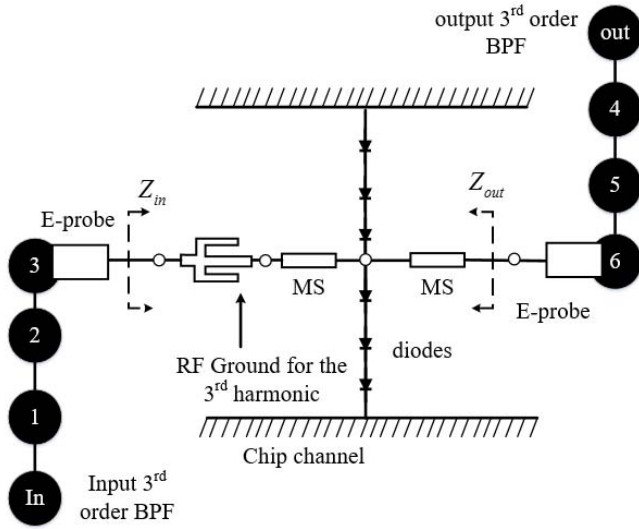 output 3rd order
BPF
out
4
5
6
Zin
Zout
E-probe
3
2
1
In
MS
MS
E-probe
RF Ground for the
3rd harmonic
diodes
Chip channel
Input 3rd
order BPF